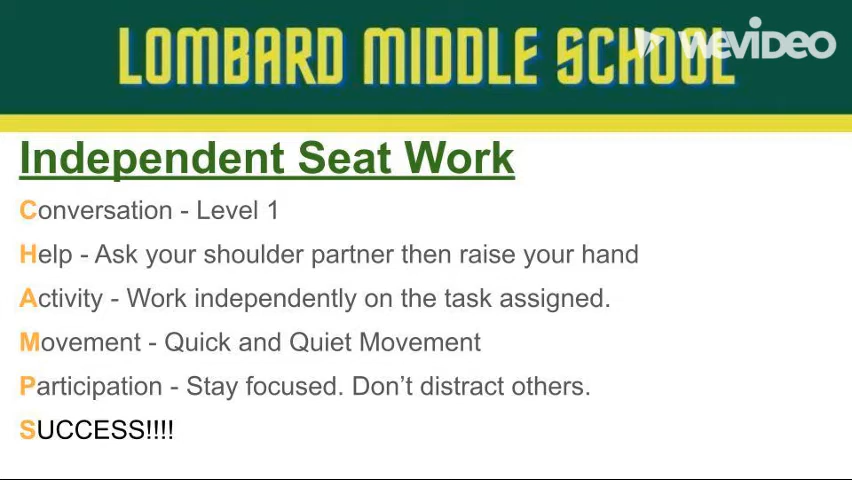 LOMBARD MIDDLE SCHOOL
WEVIDEO
Independent Seat Work
Conversation - Level 1
Help - Ask your shoulder partner then raise your hand
Activity - Work independently on the task assigned.
Movement - Quick and Quiet Movement
Participation - Stay focused. Don’t distract others.
SUCCESS!!!!